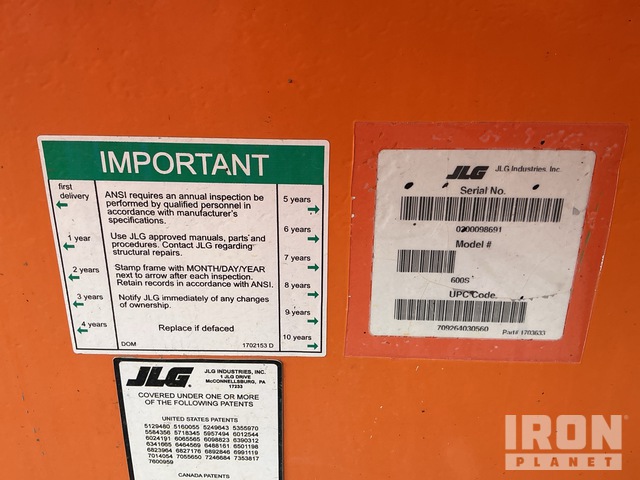 IMPORTANT
first
delivery
1 year
2 years
3 years
4 years
ANSI requires an annual inspection be
performed by qualified personnel in
accordance with manufacturer's
specifications.
Use JLG approved manuals, parts and
procedures. Contact JLG regarding
structural repairs.
Stamp frame with MONTH/DAY/YEAR
next to arrow after each inspection.
Retain records in accordance with ANSI.
Notify JLG immediately of any changes
of ownership.
Replace if defaced
DOM 1702153 D
5 years
6 years
7 years
8 years
9 years
10 years
JLG JLG Industries, Inc.
Serial No.
0300098691
Model #
600S
UPC Code
709264030560 Part# 1703633
JLG
JLG INDUSTRIES, INC.
1 JLG DRIVE
McCONNELLSBURG, PA
17233
COVERED UNDER ONE OR MORE
OF THE FOLLOWING PATENTS
UNITED STATES PATENTS
5129480 5160055 5249643 5355970
5584356 5718345 5957494 6012544
6024191 6065565 6098823 6390312
6341665 6464569 6488161 6501198
6823964 6827176 6892846 6991119
7014054 7055650 7246684 7353817
7600959
CANADA PATENTS
IRON
PLANET